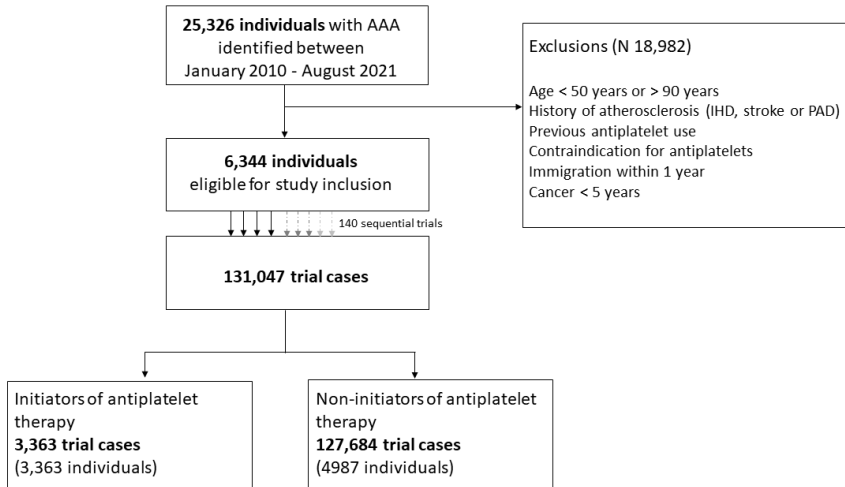 25,326 individuals with AAA
identified between
January 2010 - August 2021
Exclusions (N 18,982)
Age < 50 years or > 90 years
History of atherosclerosis (IHD, stroke or PAD)
Previous antiplatelet use
Contraindication for antiplatelets
Immigration within 1 year
Cancer < 5 years
6,344 individuals
eligible for study inclusion
140 sequential trials
131,047 trial cases
Initiators of antiplatelet
therapy
3,363 trial cases
(3,363 individuals)
Non-initiators of antiplatelet
therapy
127,684 trial cases
(4987 individuals)